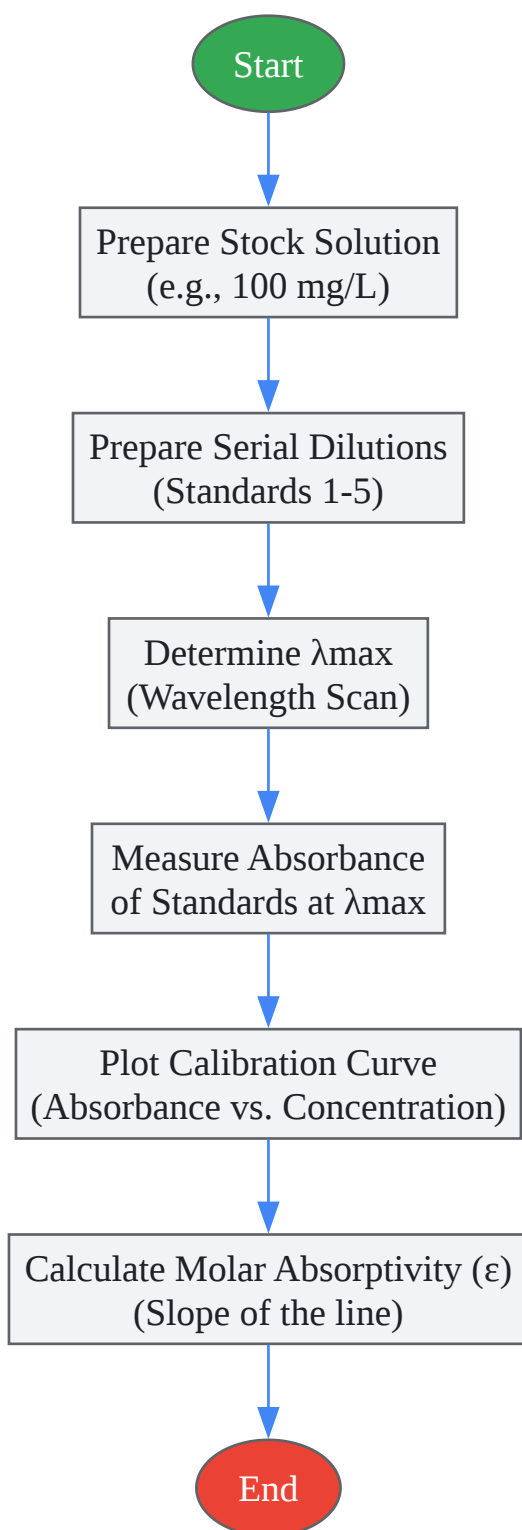 Start
Prepare Stock Solution
(e.g., 100 mg/L)
Prepare Serial Dilutions
(Standards 1-5)
Determine λmax
(Wavelength Scan)
Measure Absorbance
of Standards at λmax
Plot Calibration Curve
(Absorbance vs. Concentration)
Calculate Molar Absorptivity (ε)
(Slope of the line)
End